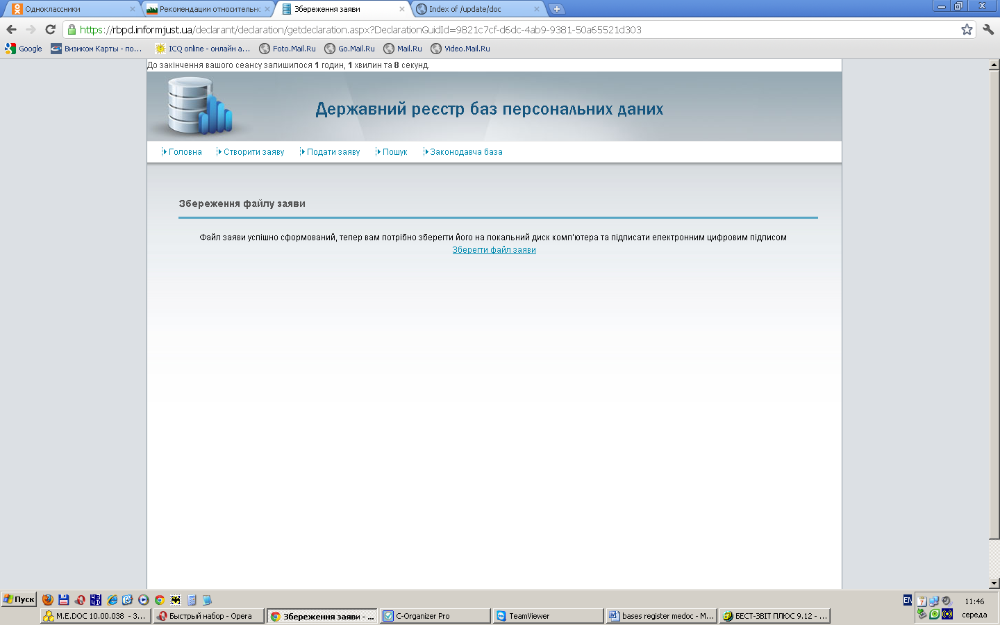 Одноклассники
Рекомендации относительно
Збереження заяви
Index of /update/doc
https://rbpd.informjust.ua/declarant/declaration/getdeclaration.aspx?DeclarationGuidId=9821c7cf-d6dc-4ab9-9381-50a65521d303
Google
Визиком Карты - по...
ICQ online - онлайн а...
Foto.Mail.Ru
Go.Mail.Ru
Mail.Ru
Video.Mail.Ru
До закінчення вашого сеансу залишилося 1 годин, 1 хвилин та 8 секунд.
Державний реєстр баз персональних даних
Головна
Створити заяву
Подати заяву
Пошук
Законодавча база
Збереження файлу заяви
Файл заяви успішно сформований, тепер вам потрібно зберегти його на локальний диск комп'ютера та підписати електронним цифровим підписом
Зберегти файл заяви
Пуск
EN
11:46
середа
M.E.DOC 10.00.038 - З...
Быстрый набор - Opera
Збереження заяви - ...
C-Organizer Pro
TeamViewer
bases register medoc - M...
БЕСТ-ЗВІТ ПЛЮС 9.12 - ...